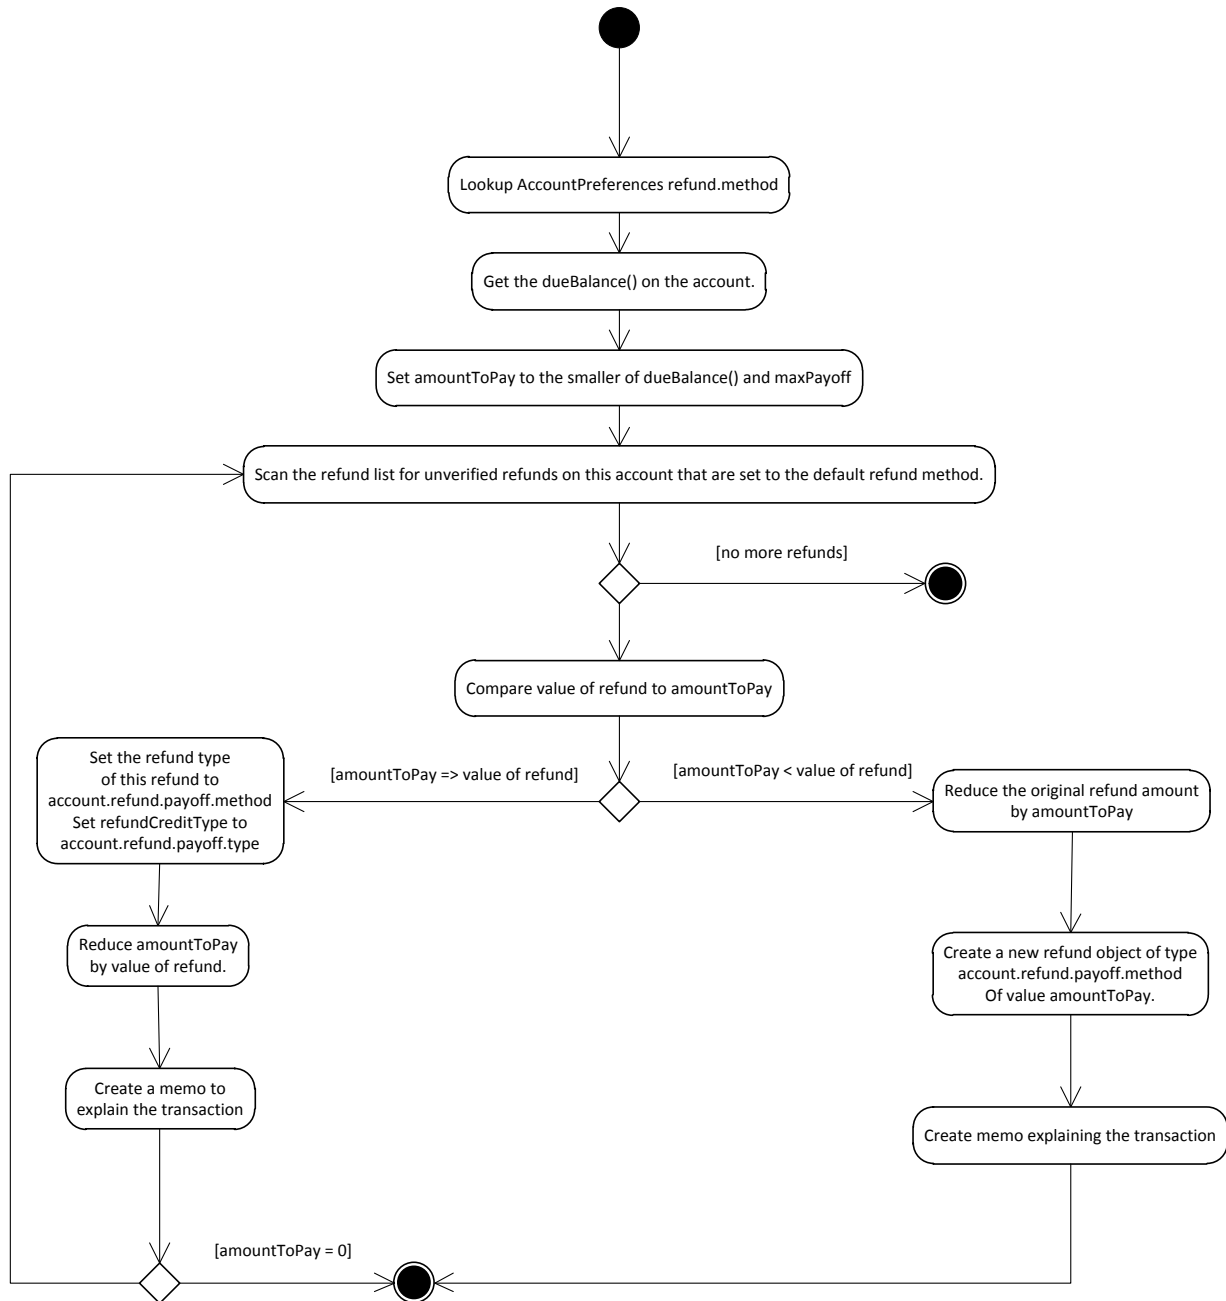 Lookup AccountPreferences refund.method
Get the dueBalance() on the account.
Set amountToPay to the smaller of dueBalance() and maxPayoff
Scan the refund list for unverified refunds on this account that are set to the default refund method.
[no more refunds]
Compare value of refund to amountToPay
[amountToPay => value of refund]
[amountToPay < value of refund]
Set the refund type
of this refund to
account.refund.payoff.method
Set refundCreditType to
account.refund.payoff.type
Reduce the original refund amount
by amountToPay
Reduce amountToPay
by value of refund.
Create a new refund object of type
account.refund.payoff.method
Of value amountToPay.
Create a memo to
explain the transaction
Create memo explaining the transaction
[amountToPay = 0]